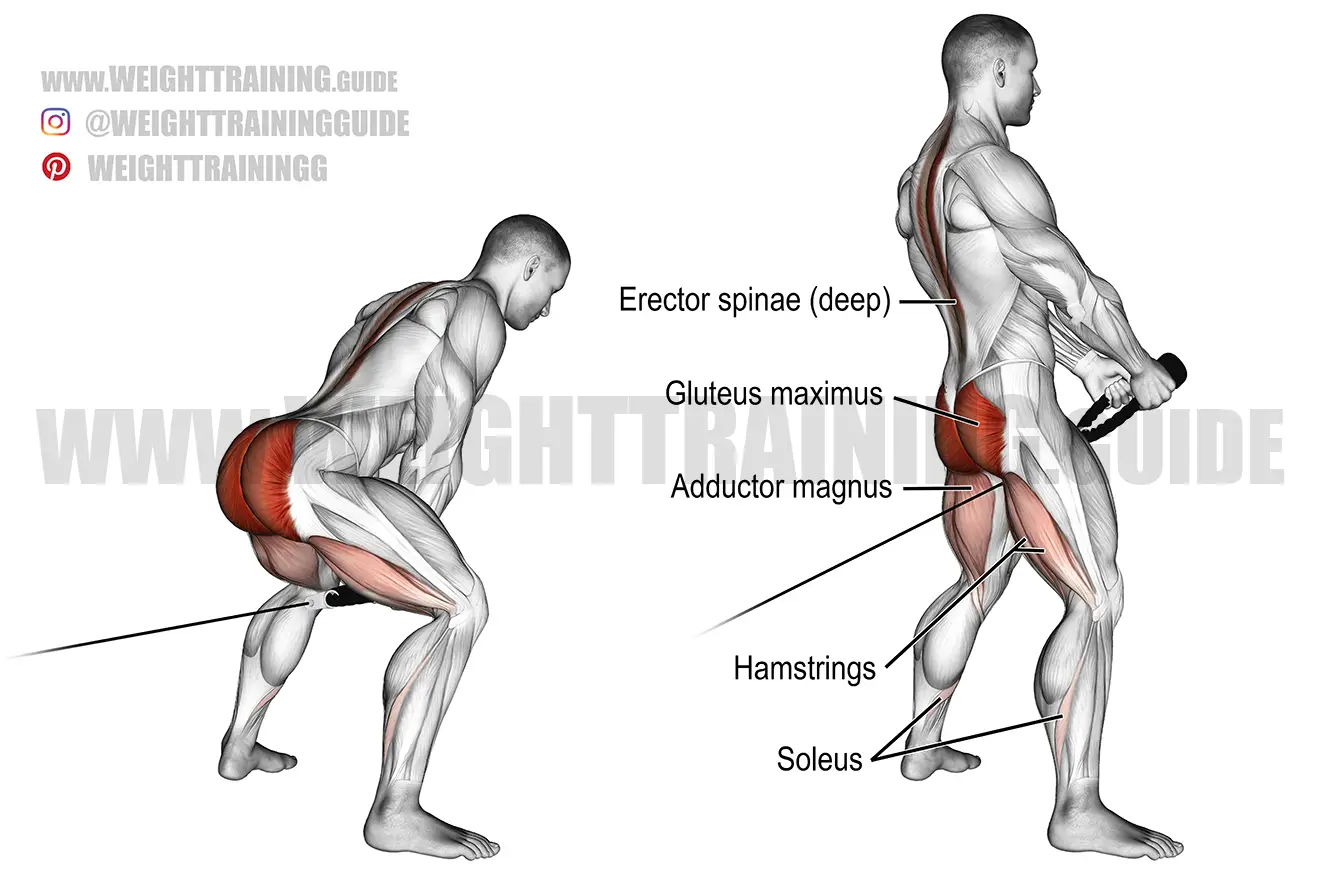 www.WEIGHTTRAINING.GUIDE
@WEIGHTTRAININGGUIDE
WEIGHTTRAININGG
Erector spinae (deep)
Gluteus maximus
WWW.WEIGHTTRAINING.GUIDE
Adductor magnus
Hamstrings
Soleus